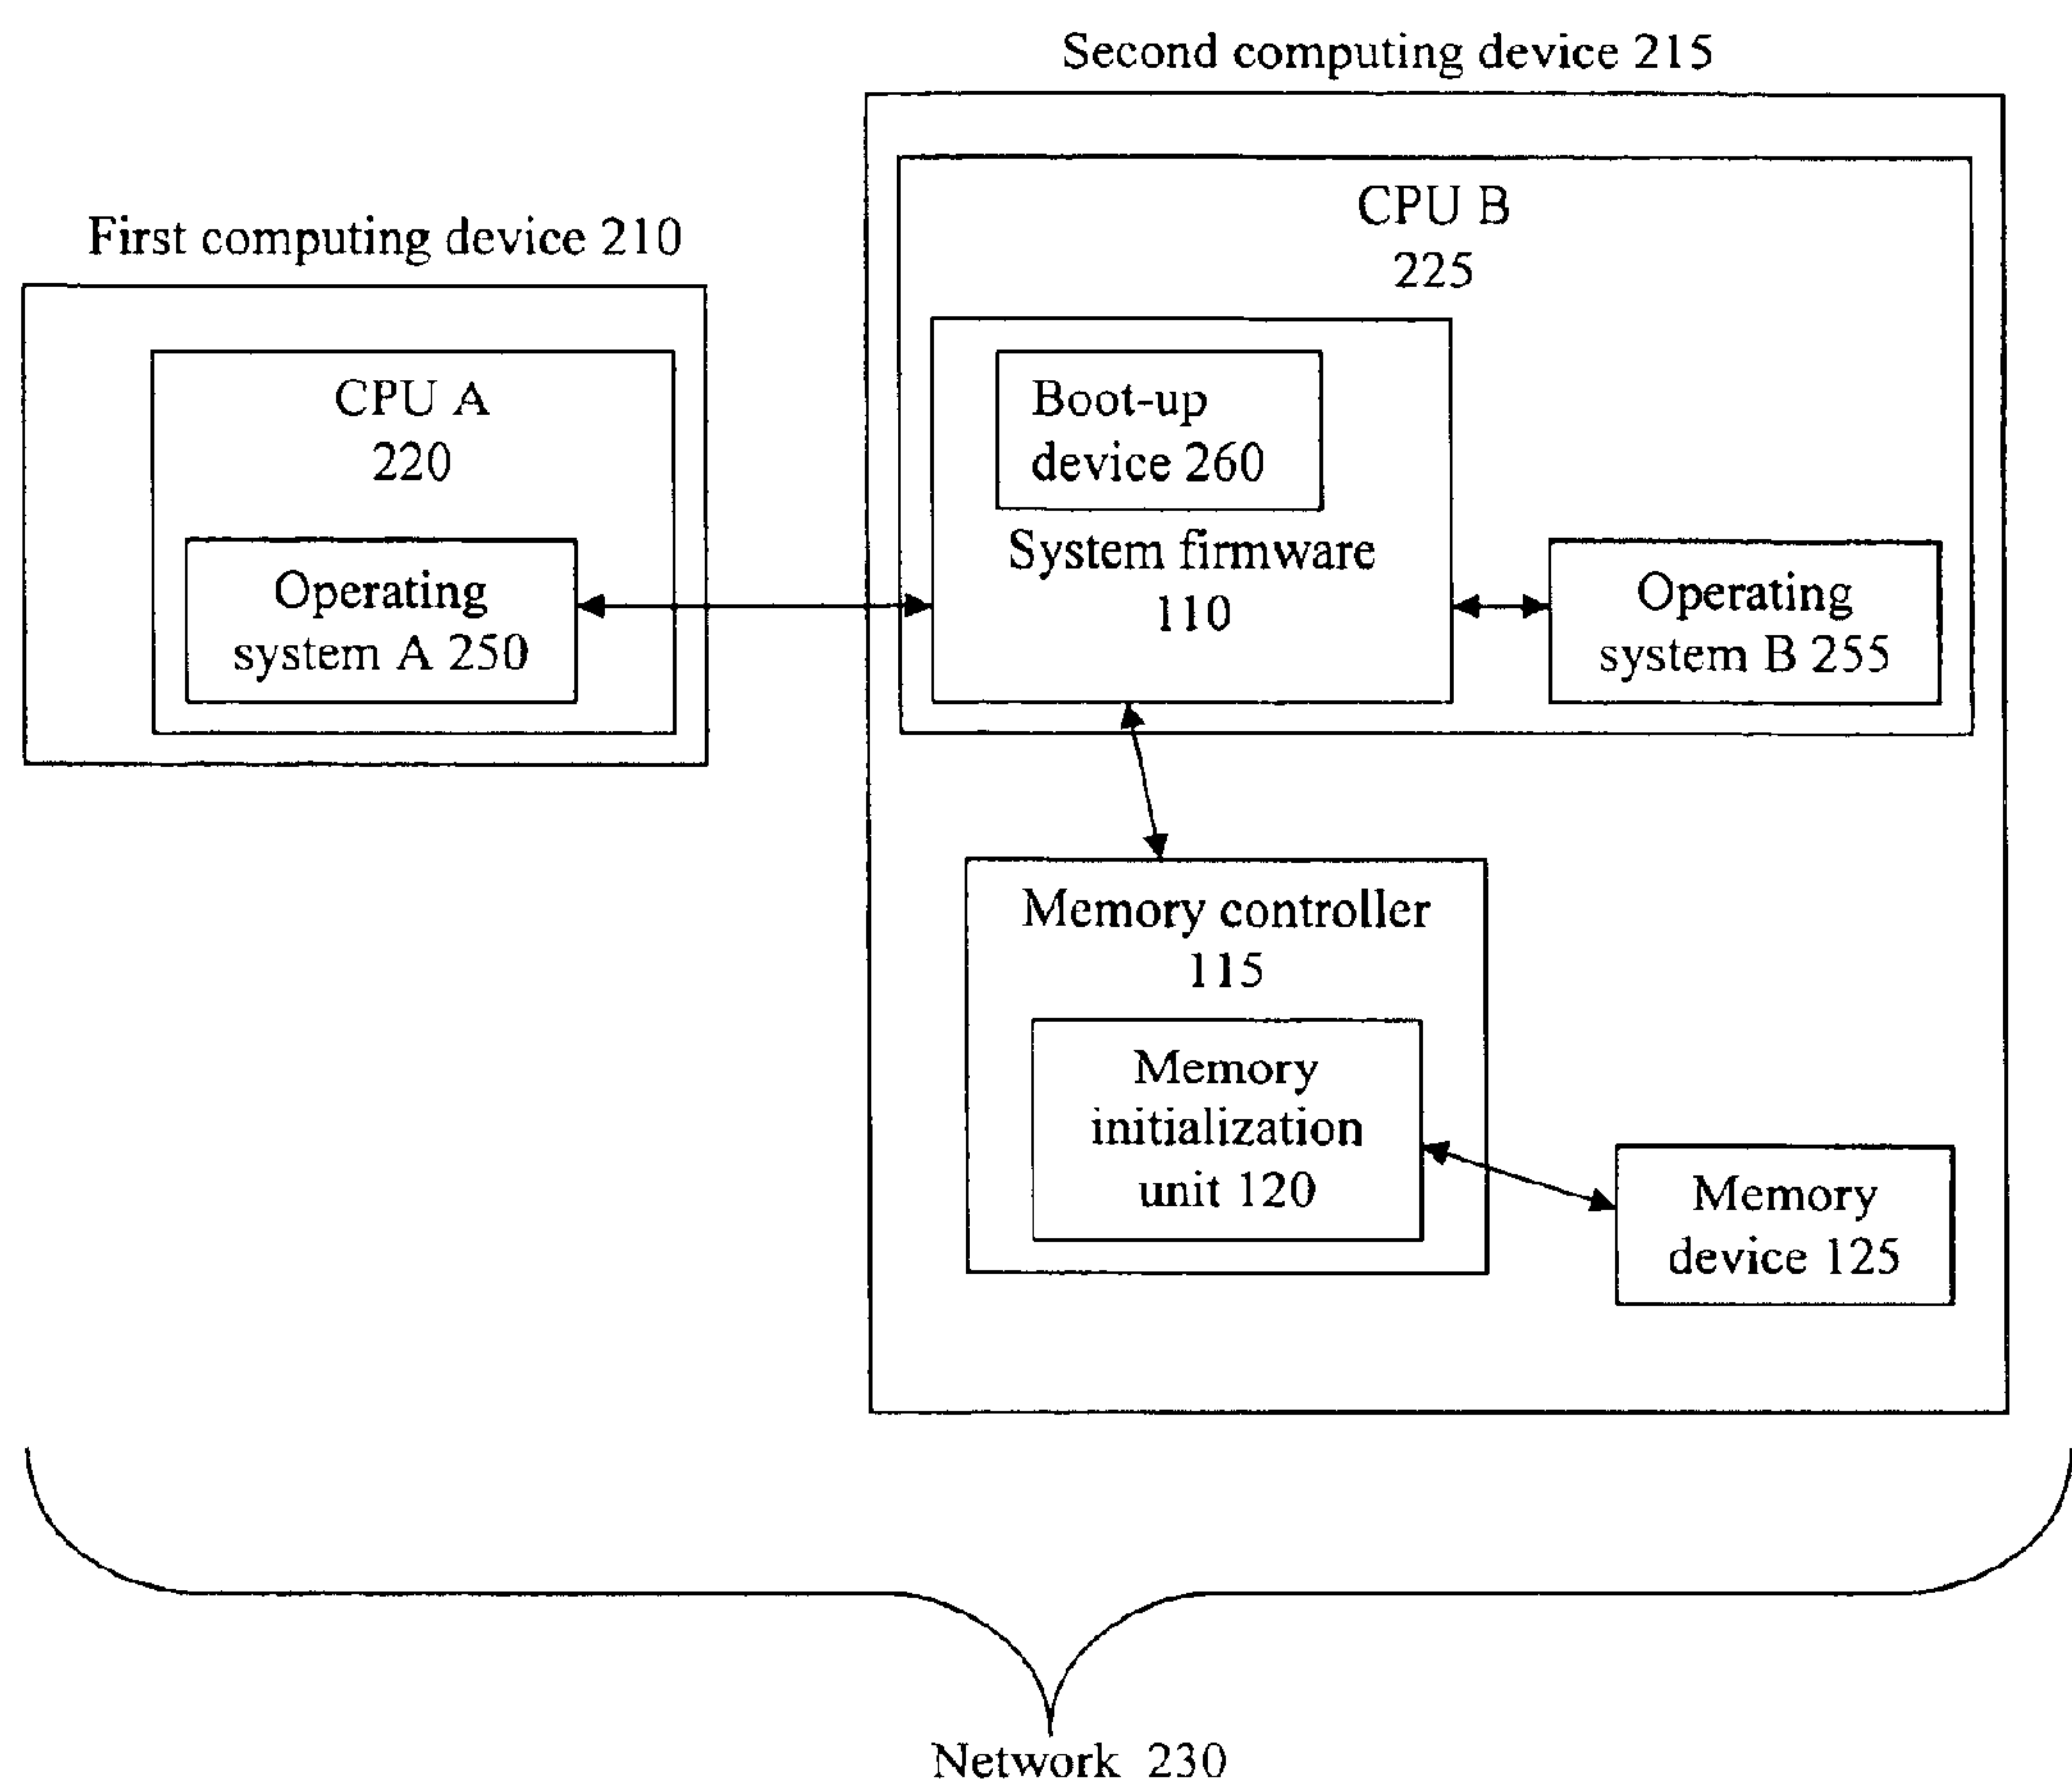 Second computing device 215
CPU B
225
First computing device 210
CPU A
220
Boot-up
device 260
System firmware
110
Operating
system A 250
Operating
system B 255
Memory controller
115
Memory
initialization
unit 120
Memory
device 125
Network 230